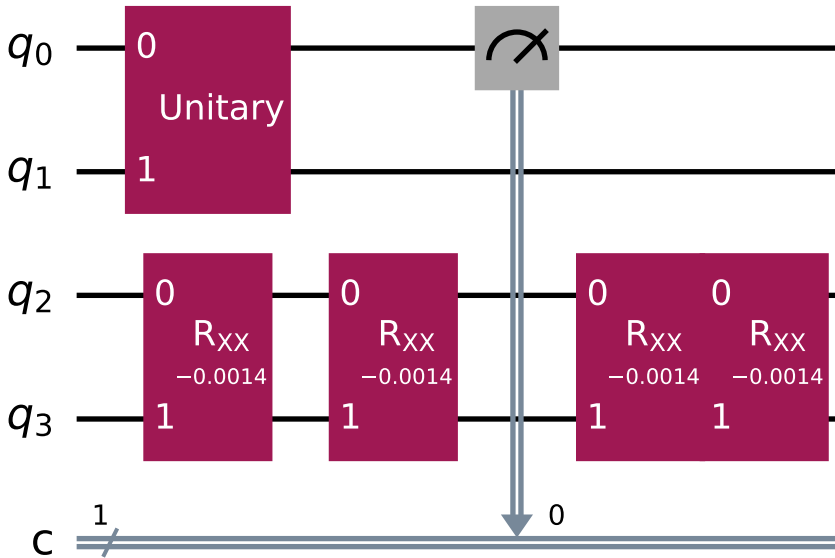 q0 0
Unitary
q1 1
q2 0 0 0 0
RXX RXX RXX RXX
−0.0014 −0.0014 −0.0014 −0.0014
q3 1 1 1 1
1 0
c